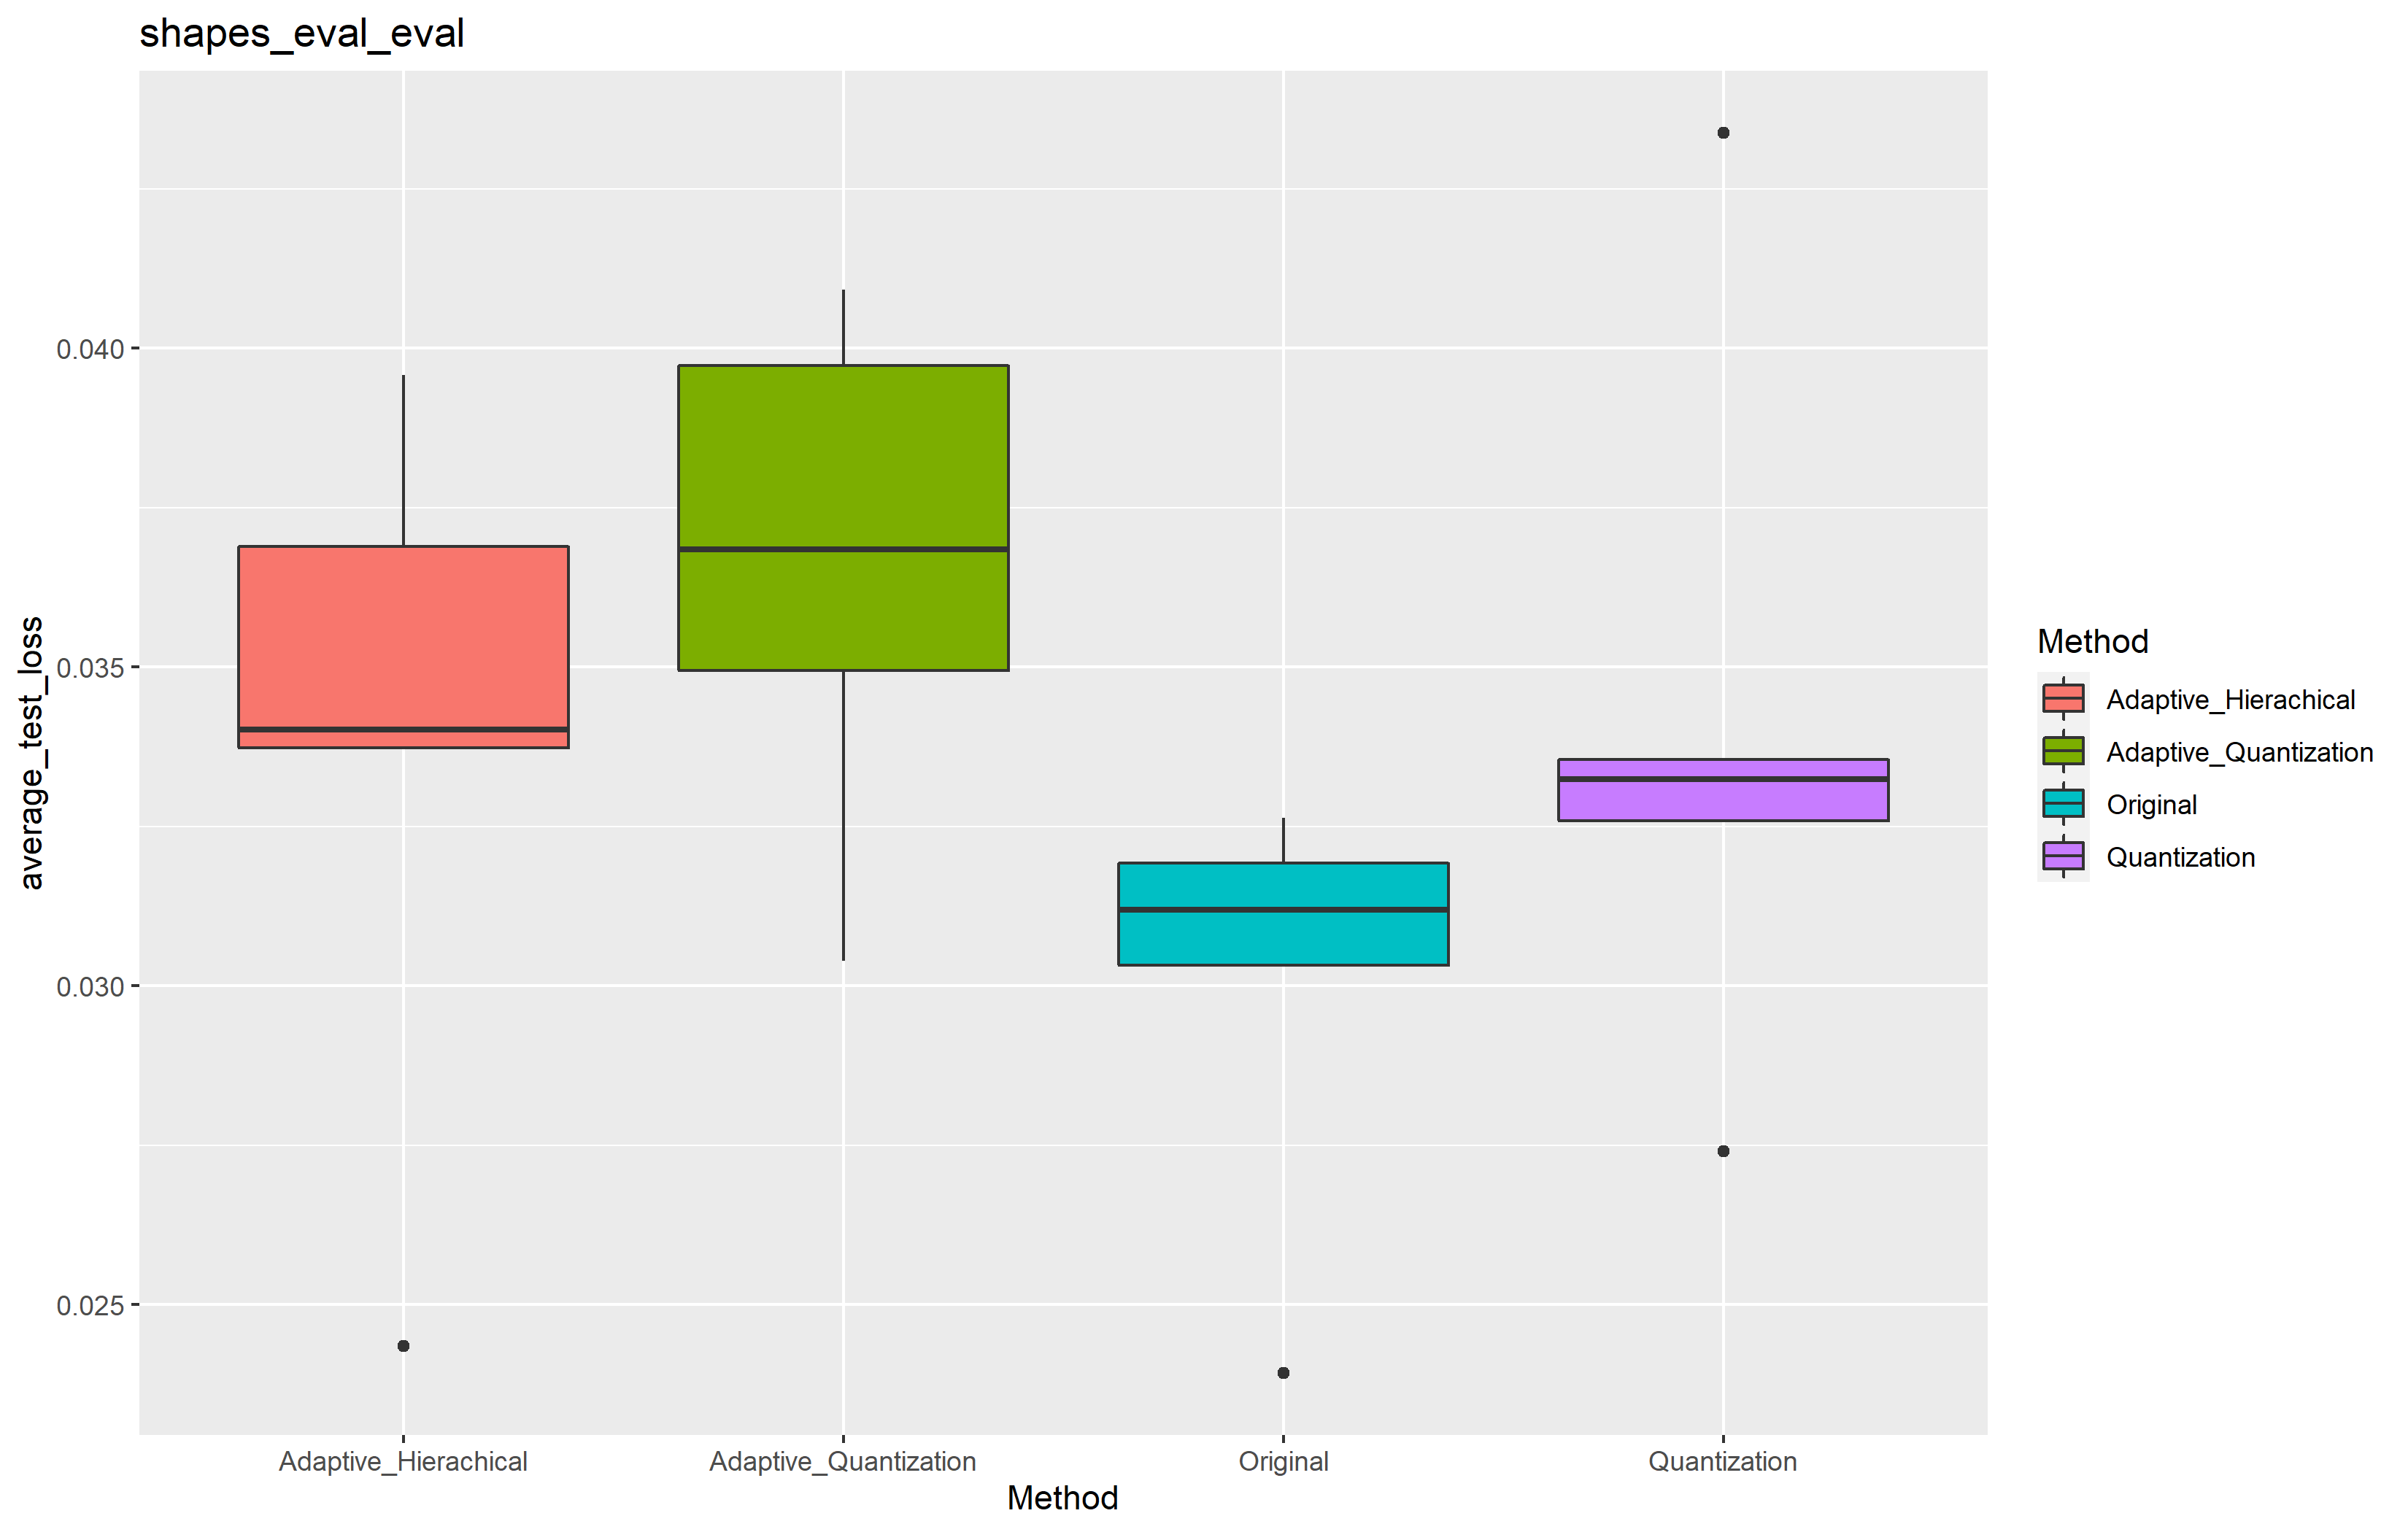 shapes_eval_eval
average_test_loss
0.040
0.035
0.030
0.025
Adaptive_Hierachical
Adaptive_Quantization
Original
Quantization
Method
Method
Adaptive_Hierachical
Adaptive_Quantization
Original
Quantization